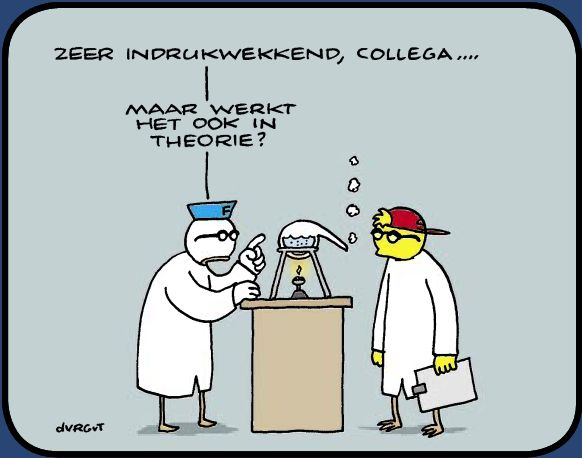 ZEER INDRUKWEKKEND, COLLEGA....
MAAR WERKT
HET OOK IN
THEORIE?
F
dVRGvT